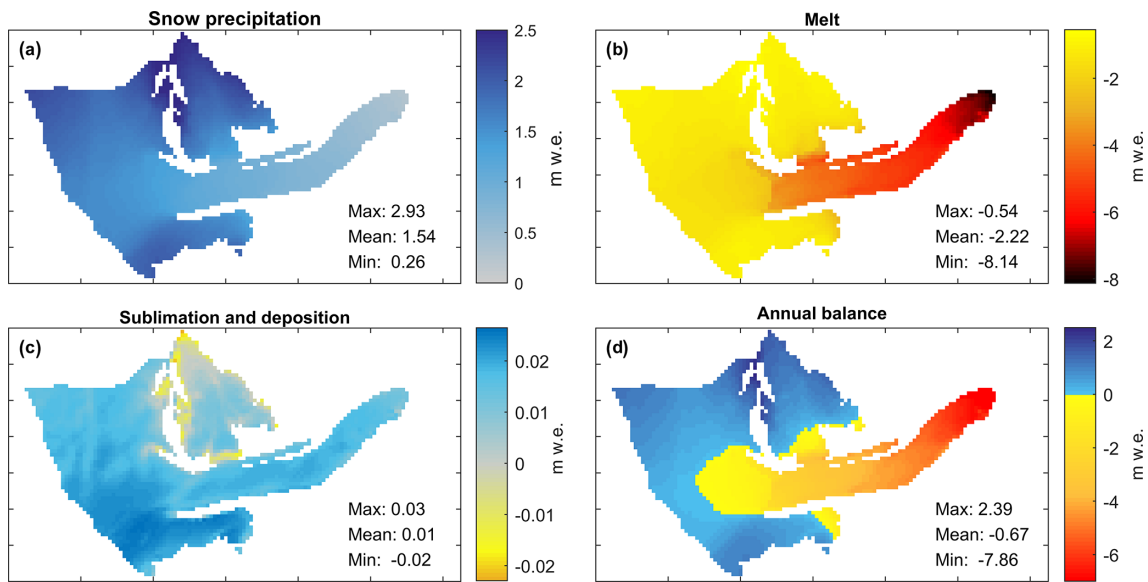 Snow precipitation
(a)
2.5
2
1.5
1
0.5
0
m w.e.
Max: 2.93
Mean: 1.54
Min: 0.26
Melt
(b)
-2
-4
-6
-8
m w.e.
Max: -0.54
Mean: -2.22
Min: -8.14
Sublimation and deposition
(c)
0.02
0.01
0
-0.01
-0.02
m w.e.
Max: 0.03
Mean: 0.01
Min: -0.02
Annual balance
(d)
2
0
-2
-4
-6
m w.e.
Max: 2.39
Mean: -0.67
Min: -7.86